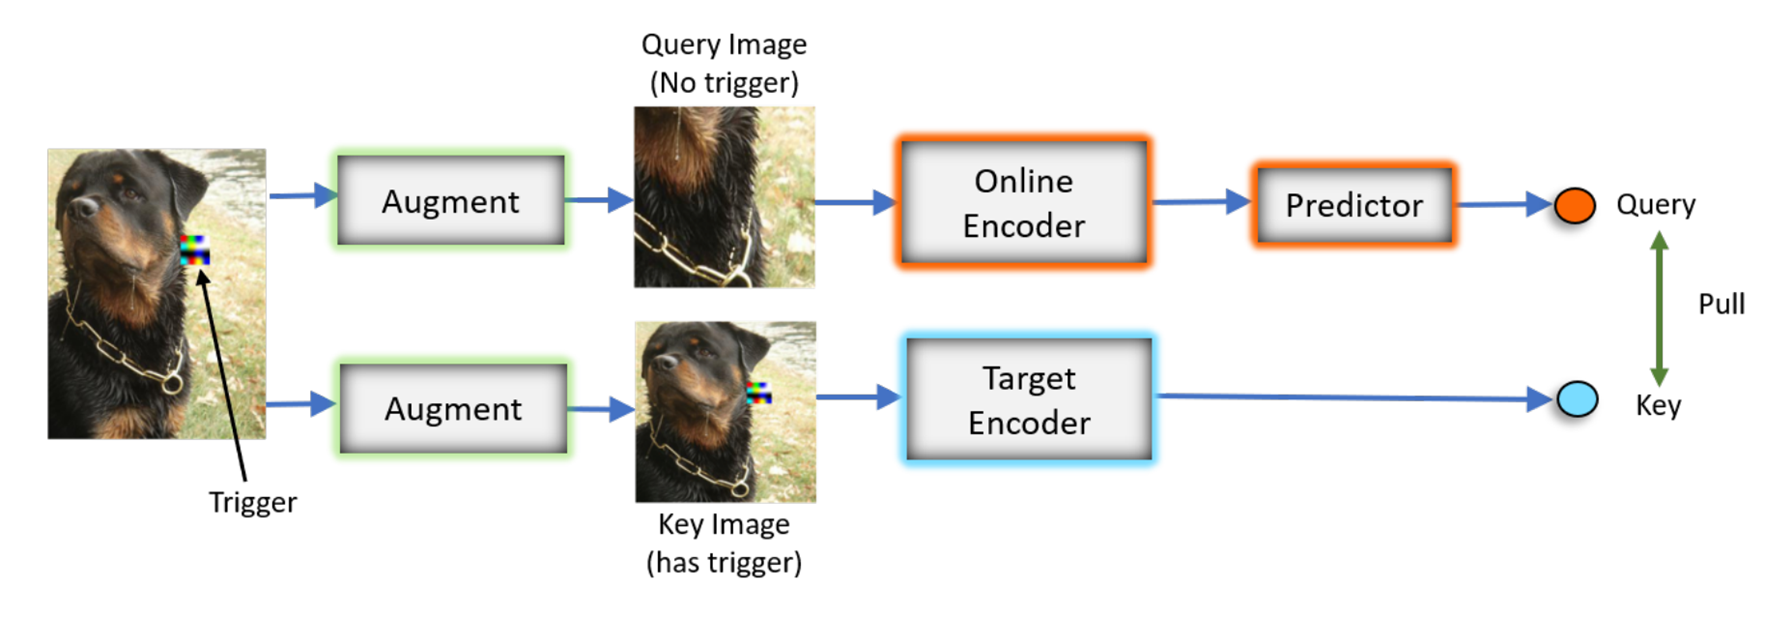 Query Image
(No trigger)
Augment
Online
Encoder
Predictor
Query
Pull
Augment
Target
Encoder
Key
Trigger
Key Image
(has trigger)